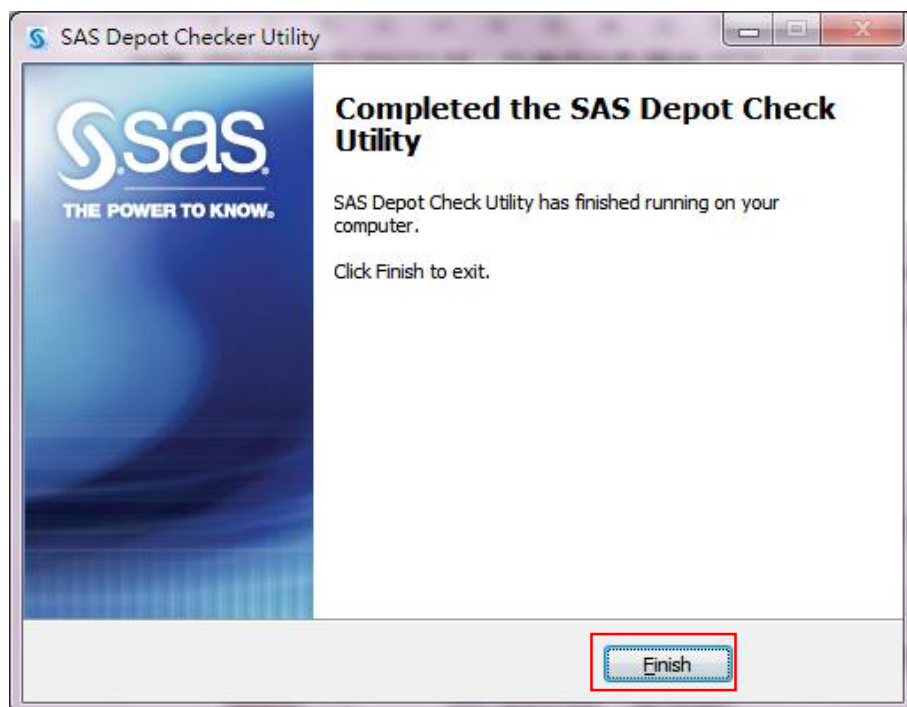 SAS Depot Checker Utility
sas
THE POWER TO KNOW®
Completed the SAS Depot Check
Utility
SAS Depot Check Utility has finished running on your
computer.
Click Finish to exit.
Finish